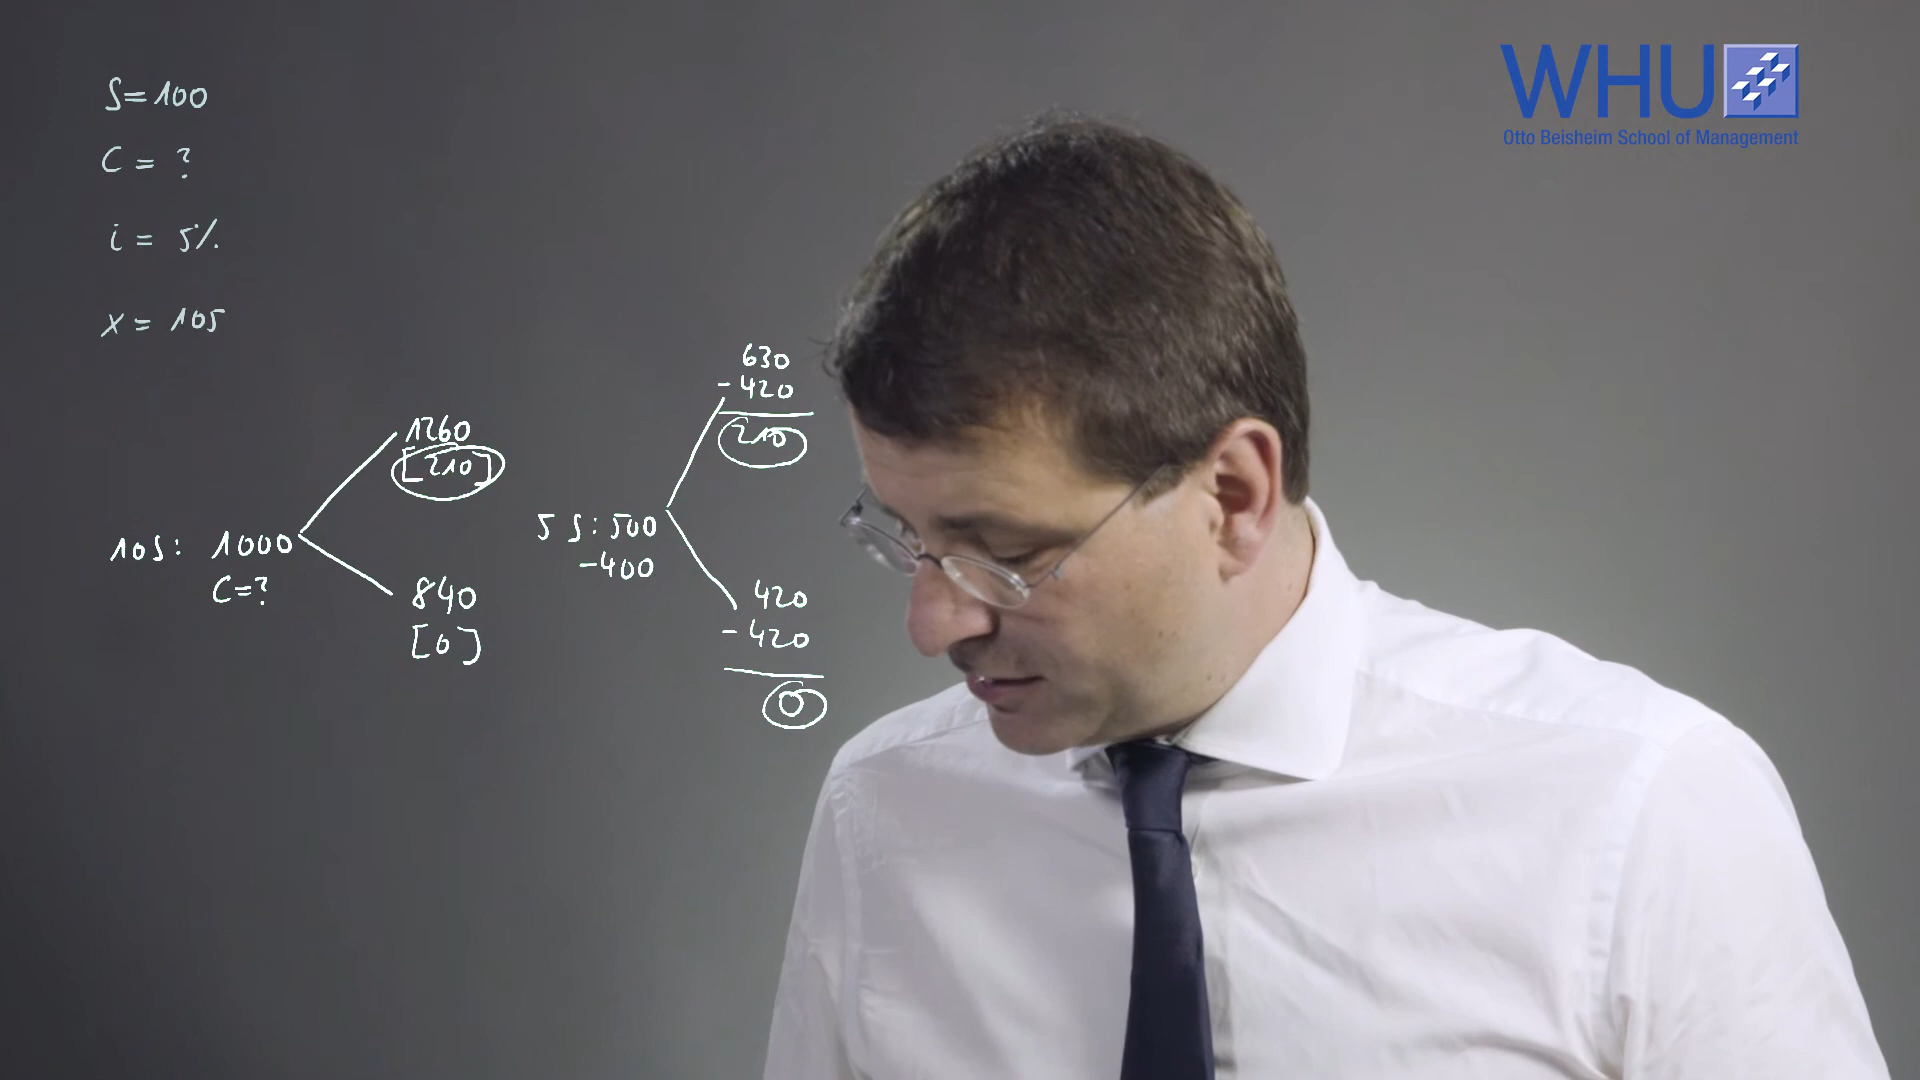 WHU
Otto Beisheim School of Management
S=100
C = ?
i = 5%
x = 105
10S: 1000
C=?
1260
[210]
840
[0]
5 S: 500
-400
630
- 420
210
420
- 420
0